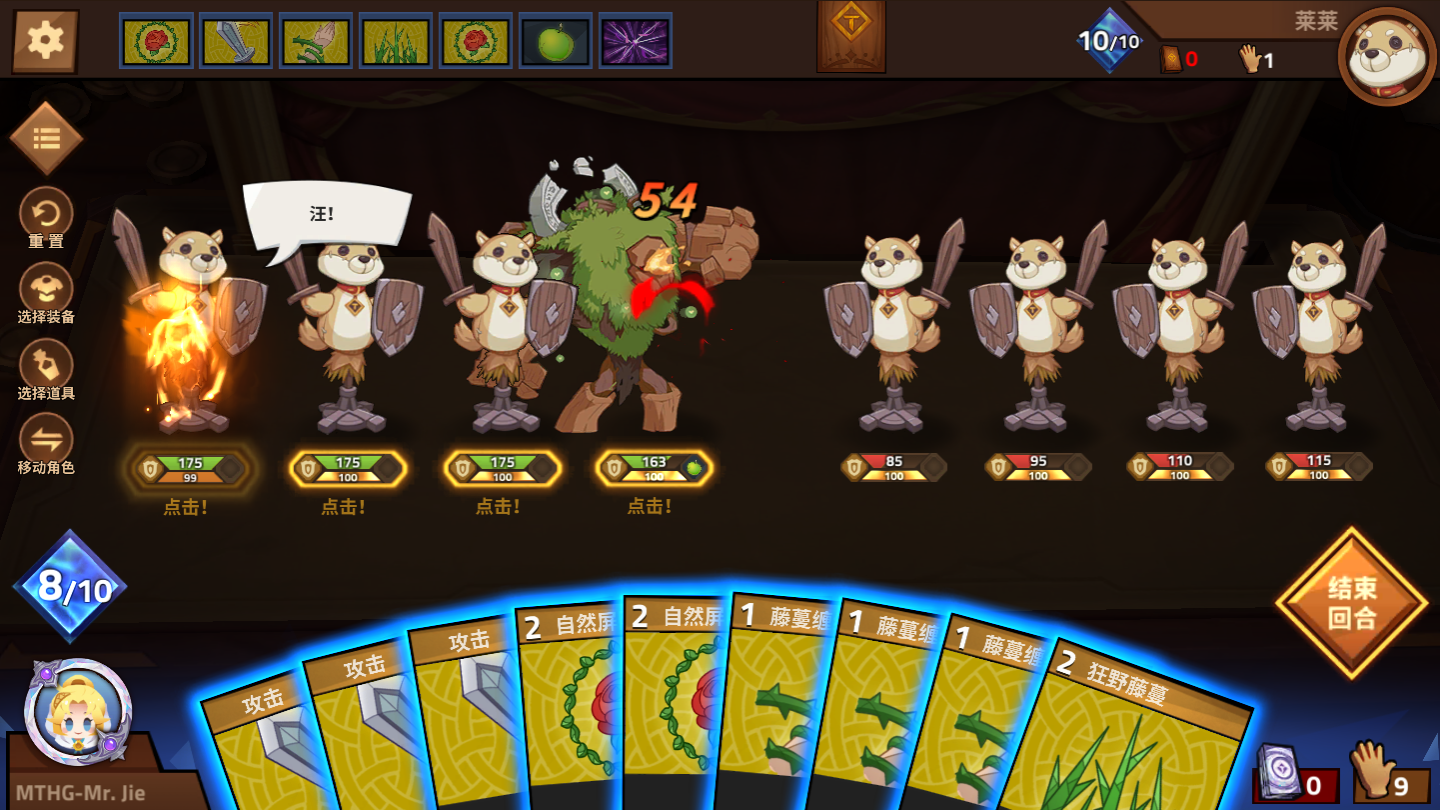 莱莱
10/10
0
1
重置
选择装备
选择道具
移动角色
汪!
54
175
99
点击!
175
100
点击!
175
100
点击!
163
100
点击!
85
100
95
100
110
100
115
100
8/10
结束
回合
攻击
攻击
攻击
2 自然屏
2 自然屏
1 藤蔓缠
1 藤蔓缠
1 藤蔓缠
2 狂野藤蔓
MTHG-Mr. Jie
0
9